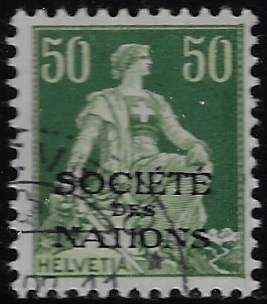 50 50
SOCIÉTÉ
DES
NATIONS
HELVETIA